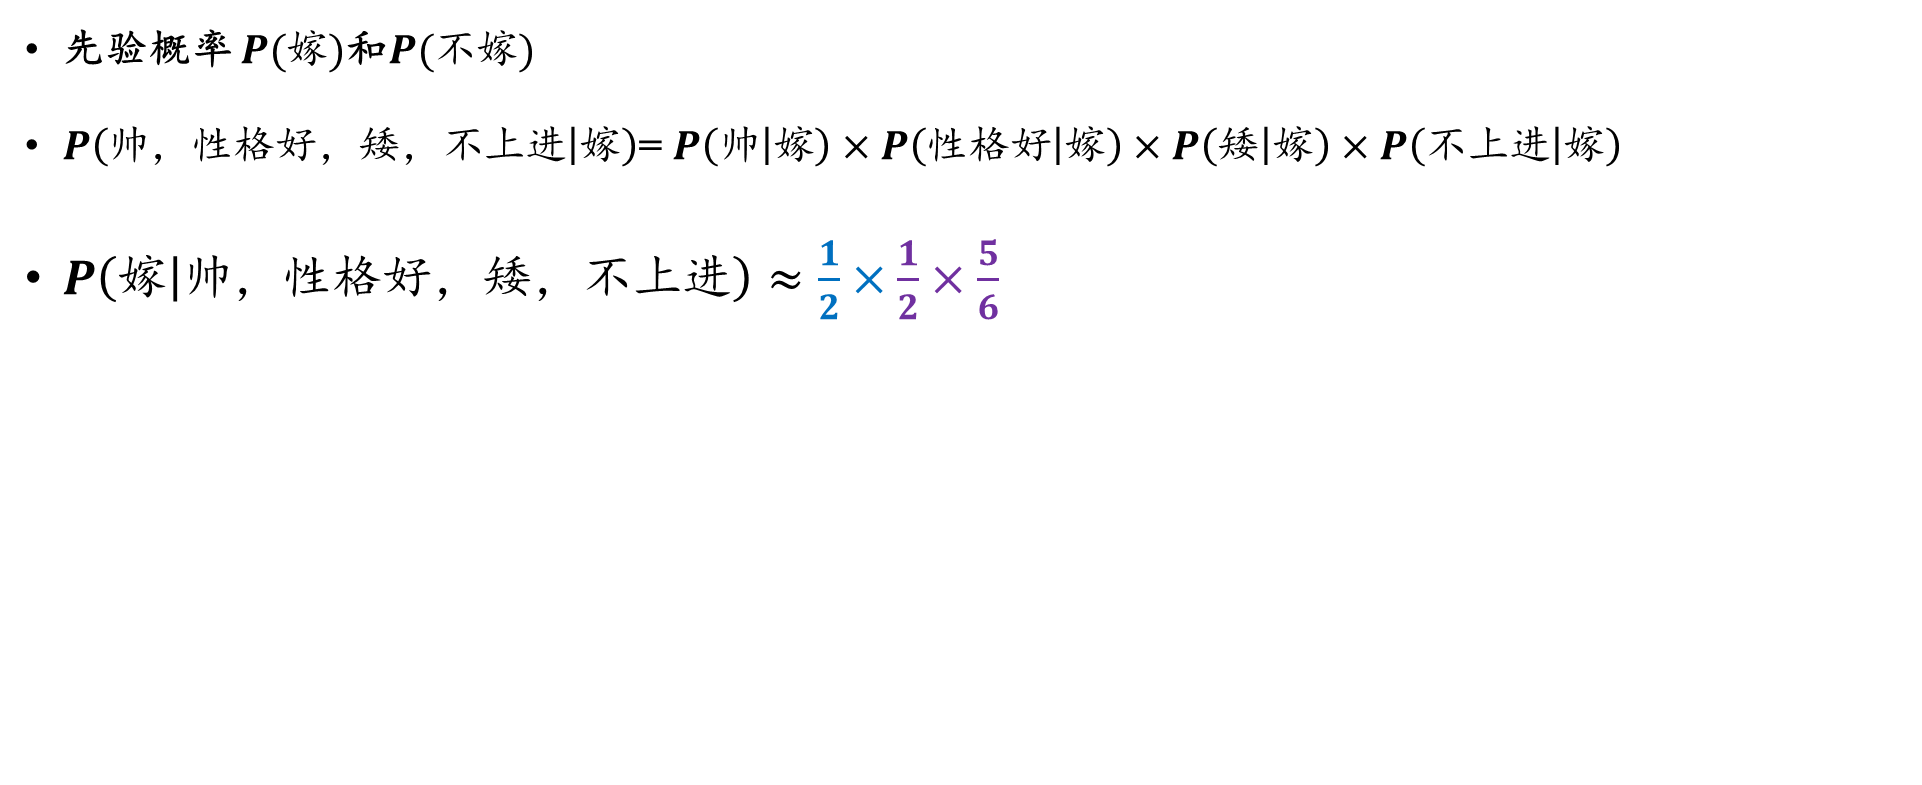 • 先验概率P(嫁)和P(不嫁)
• P(帅，性格好，矮，不上进|嫁)= P(帅|嫁) × P(性格好|嫁) × P(矮|嫁) × P(不上进|嫁)
• P(嫁|帅，性格好，矮，不上进) ≈ 1/2 × 1/2 × 5/6